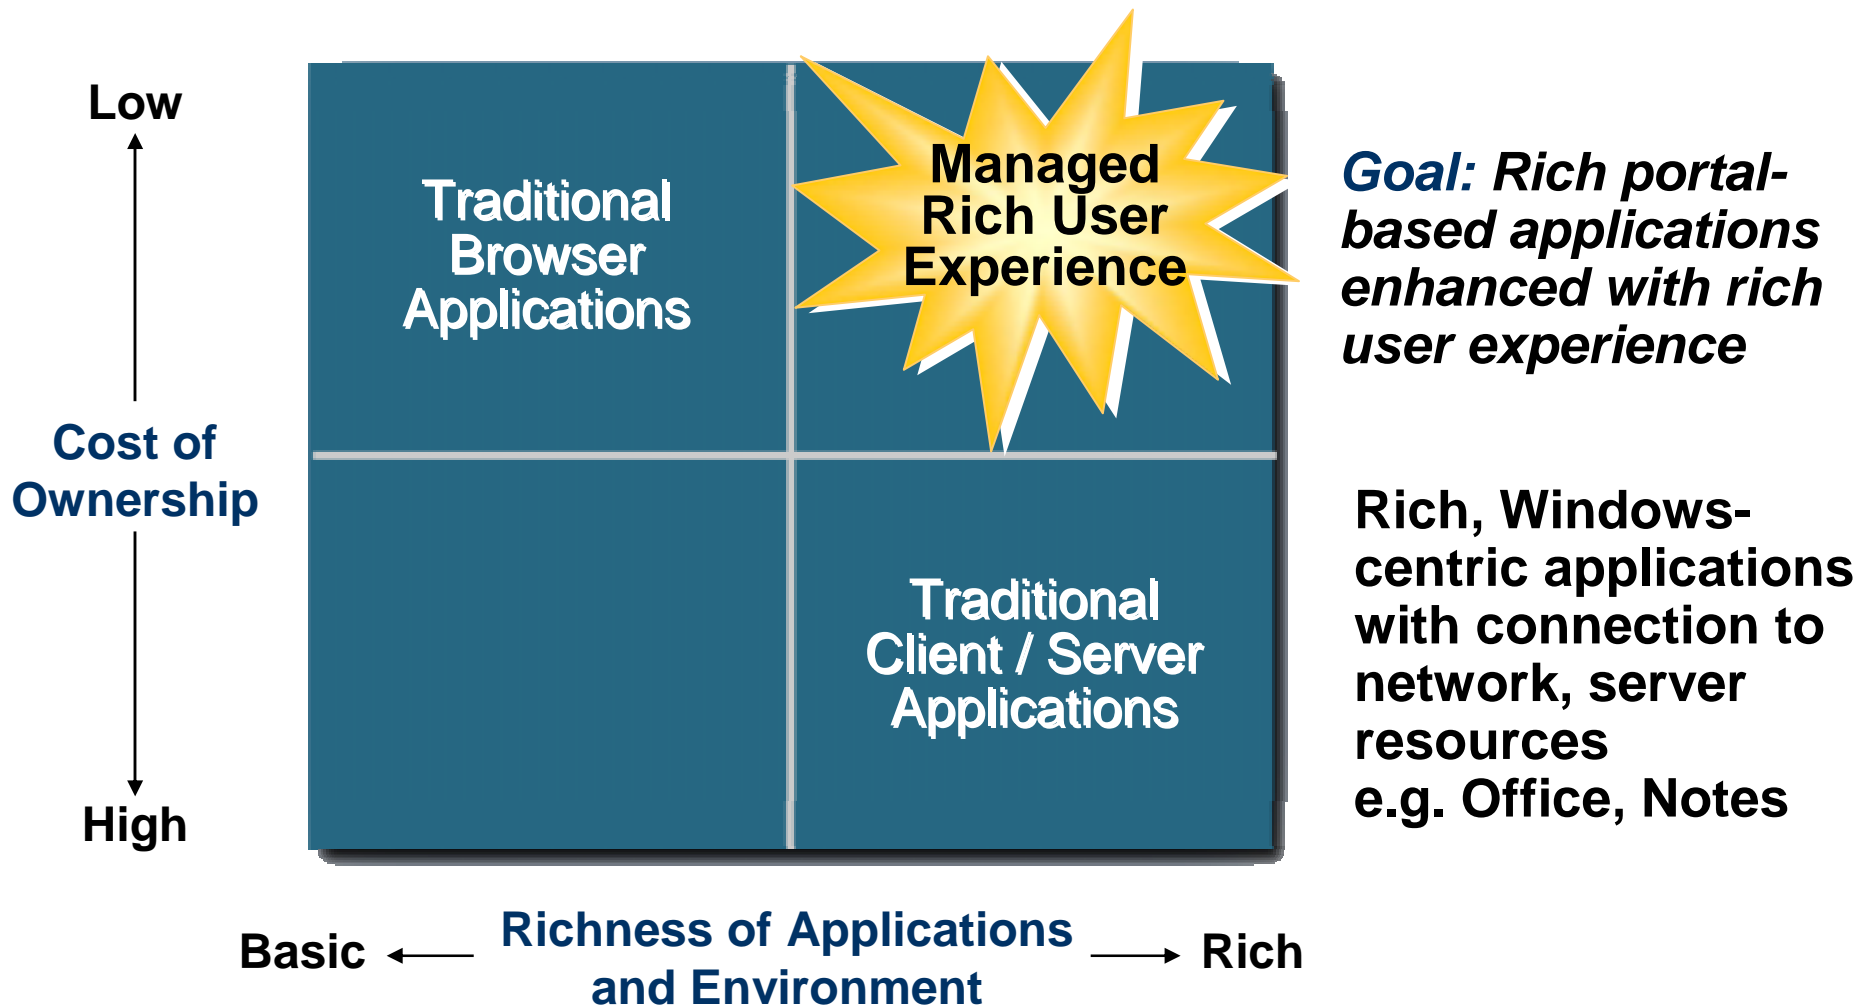 Low
Cost of
Ownership
High
Traditional
Browser
Applications
Managed
Rich User
Experience
Traditional
Client / Server
Applications
Goal: Rich portal-
based applications
enhanced with rich
user experience
Rich, Windows-
centric applications
with connection to
network, server
resources
e.g. Office, Notes
Basic
Richness of Applications
and Environment
Rich